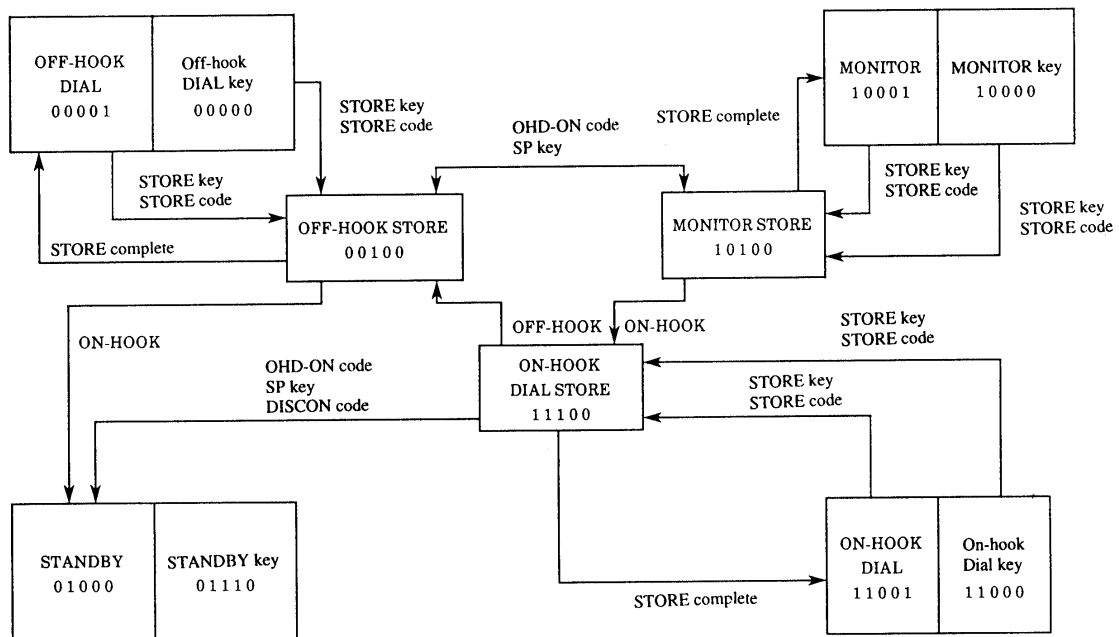 OFF-HOOK
DIAL
00001
Off-hook
DIAL key
00000
STORE key
STORE code
STORE key
STORE code
STORE complete
OFF-HOOK STORE
00100
OHD-ON code
SP key
STORE complete
MONITOR
10001
MONITOR key
10000
STORE key
STORE code
STORE key
STORE code
MONITOR STORE
10100
ON-HOOK
OFF-HOOK
ON-HOOK
OHD-ON code
SP key
DISCON code
ON-HOOK
DIAL STORE
11100
STORE key
STORE code
STORE key
STORE code
STANDBY
01000
STANDBY key
01110
STORE complete
ON-HOOK
DIAL
11001
On-hook
Dial key
11000